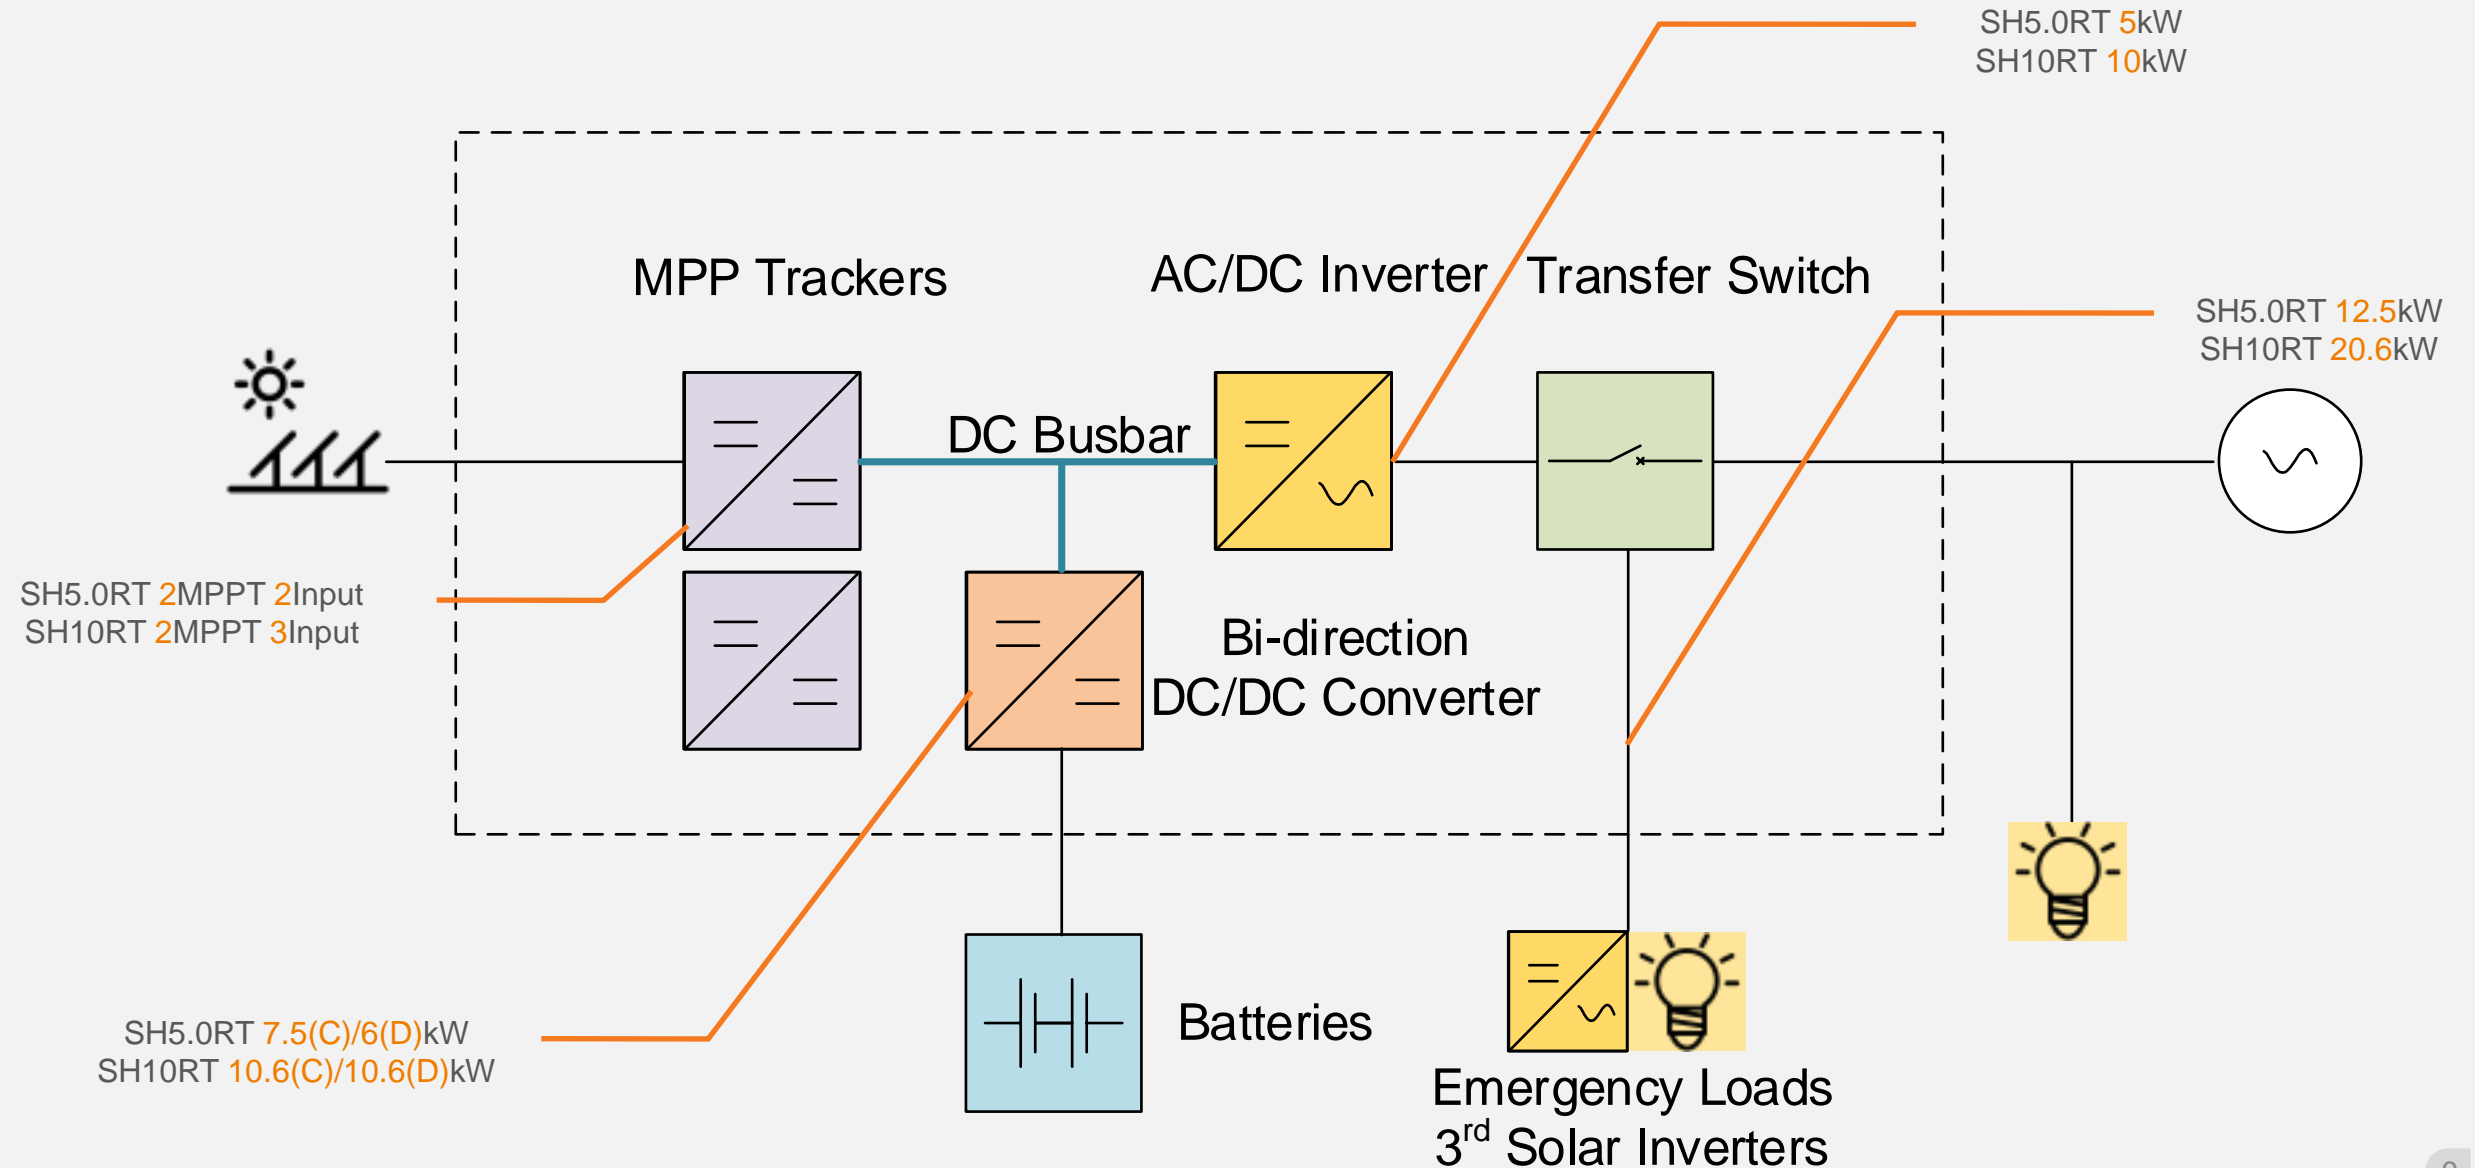 SH5.0RT 5kW
SH10RT 10kW
MPP Trackers
AC/DC Inverter
Transfer Switch
SH5.0RT 12.5kW
SH10RT 20.6kW
DC Busbar
SH5.0RT 2MPPT 2Input
SH10RT 2MPPT 3Input
Bi-direction
DC/DC Converter
SH5.0RT 7.5(C)/6(D)kW
SH10RT 10.6(C)/10.6(D)kW
Batteries
Emergency Loads
3rd Solar Inverters